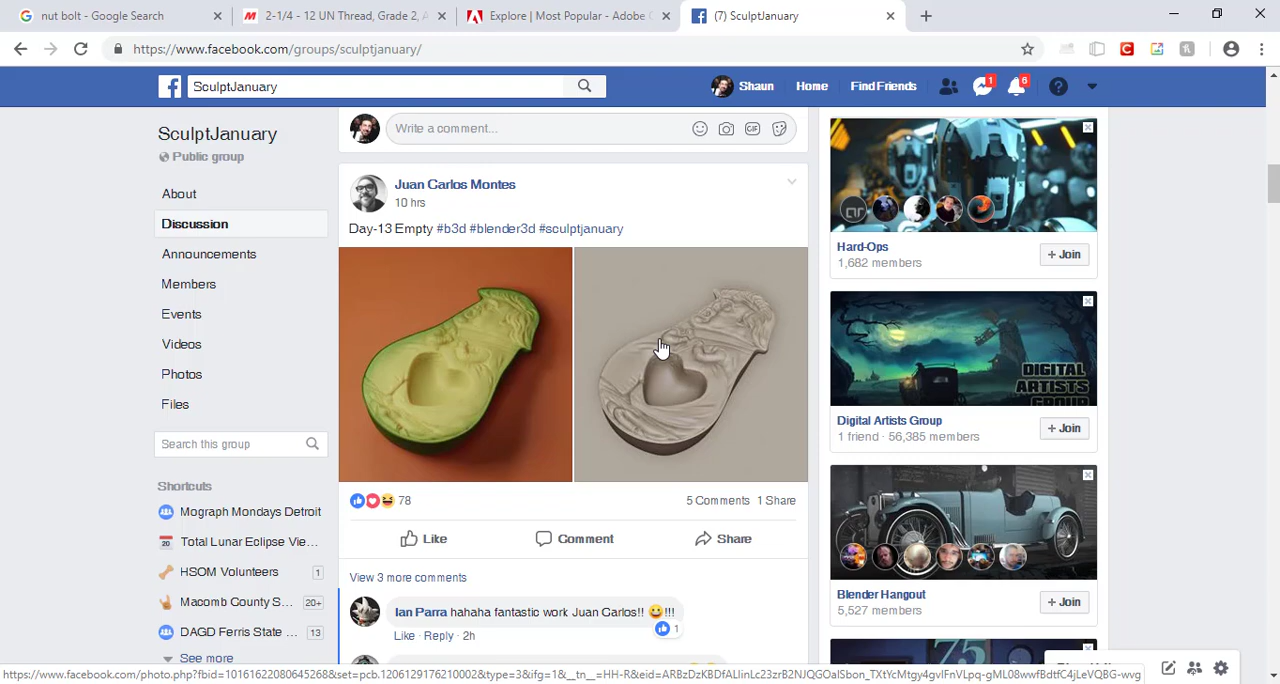 nut bolt - Google Search
2-1/4 - 12 UN Thread, Grade 2,
Explore | Most Popular - Adobe
(7) SculptJanuary
https://www.facebook.com/groups/sculptjanuary/
SculptJanuary
Shaun
Home
Find Friends
1
6
SculptJanuary
Public group
About
Discussion
Announcements
Members
Events
Videos
Photos
Files
Search this group
Shortcuts
Mograph Mondays Detroit
20
Total Lunar Eclipse Vie...
HSOM Volunteers 1
Macomb County S... 20+
DAGD Ferris State ... 13
See more
Write a comment...
GIF
Juan Carlos Montes
10 hrs
Day-13 Empty #b3d #blender3d #sculptjanuary
78
5 Comments 1 Share
Like Comment Share
View 3 more comments
Ian Parra hahaha fantastic work Juan Carlos!! 😀!!!
1
Like · Reply · 2h
Hard-Ops
1,682 members
+ Join
DIGITAL
ARTISTS
GROUP
Digital Artists Group
1 friend · 56,385 members
+ Join
Blender Hangout
5,527 members
+ Join
75